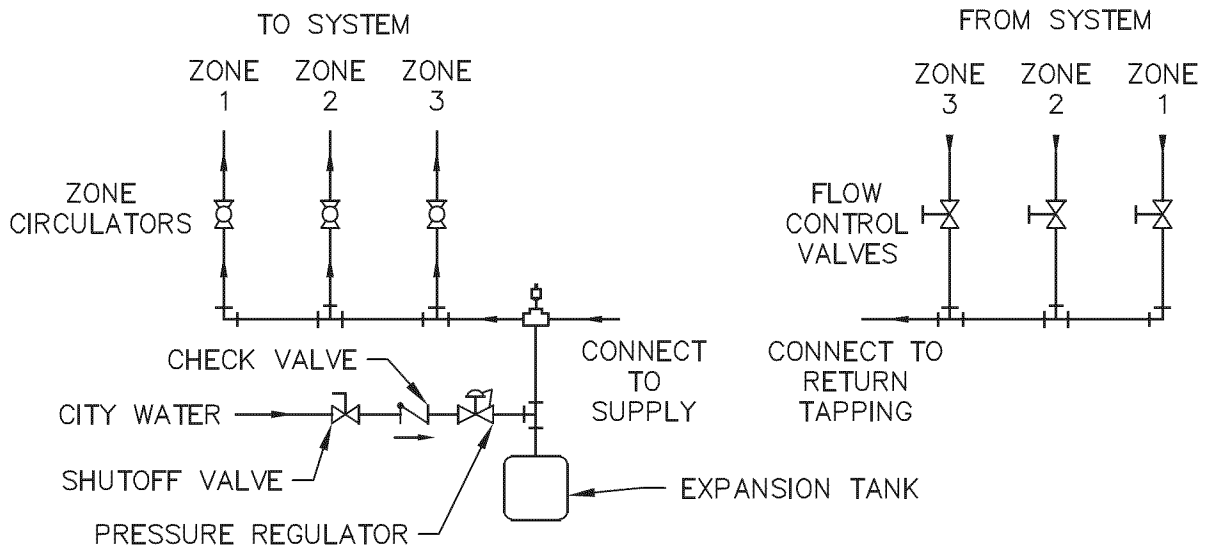 TO SYSTEM
FROM SYSTEM
ZONE
1
ZONE
2
ZONE
3
ZONE
3
ZONE
2
ZONE
1
ZONE
CIRCULATORS
FLOW
CONTROL
VALVES
CHECK VALVE
CONNECT
TO
SUPPLY
CONNECT TO
RETURN
TAPPING
CITY WATER
SHUTOFF VALVE
EXPANSION TANK
PRESSURE REGULATOR